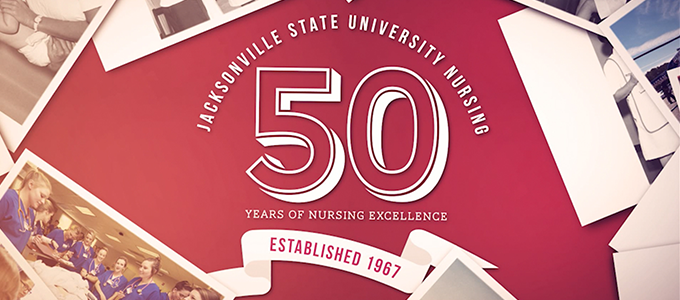 JACKSONVILLE STATE UNIVERSITY NURSING
50
YEARS OF NURSING EXCELLENCE
ESTABLISHED 1967